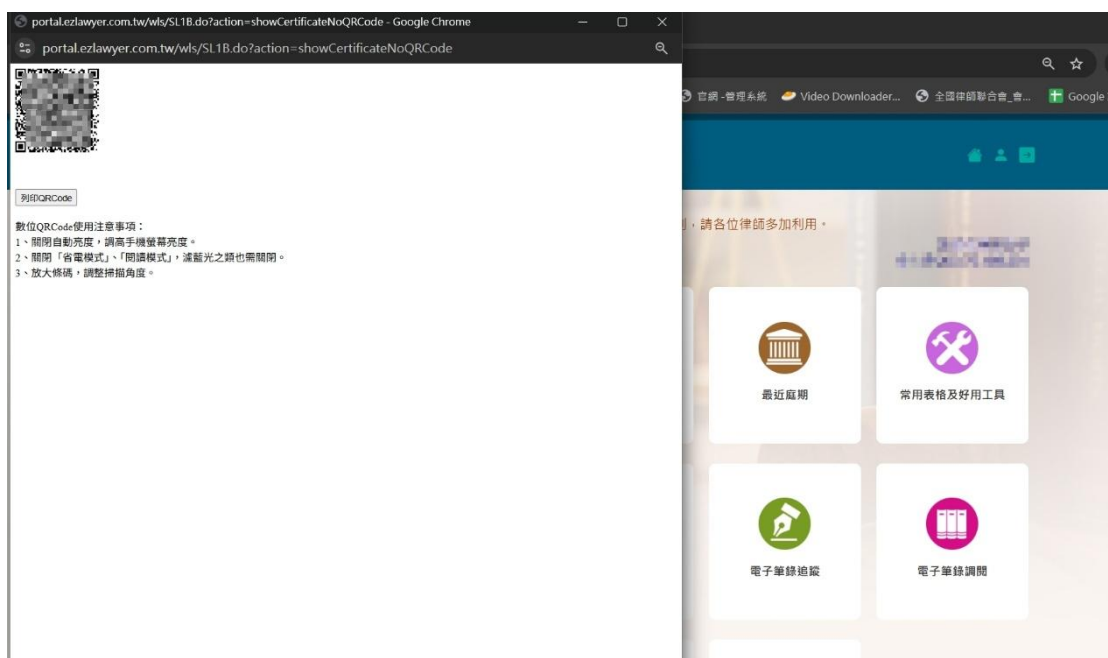 portal.ezlawyer.com.tw/wls/SL1B.do?action=showCertificateNoQRCode - Google Chrome
portal.ezlawyer.com.tw/wls/SL1B.do?action=showCertificateNoQRCode
列印QRCode
數位QRCode使用注意事項：
1、關閉自動亮度，調高手機螢幕亮度。
2、關閉「省電模式」、「閱讀模式」，濾藍光之類也需關閉。
3、放大條碼，調整掃描角度。
官網-管理系統
Video Downloader...
全國律師聯合會_會...
Google
，請各位律師多加利用。
最近庭期
常用表格及好用工具
電子筆錄追蹤
電子筆錄調閱